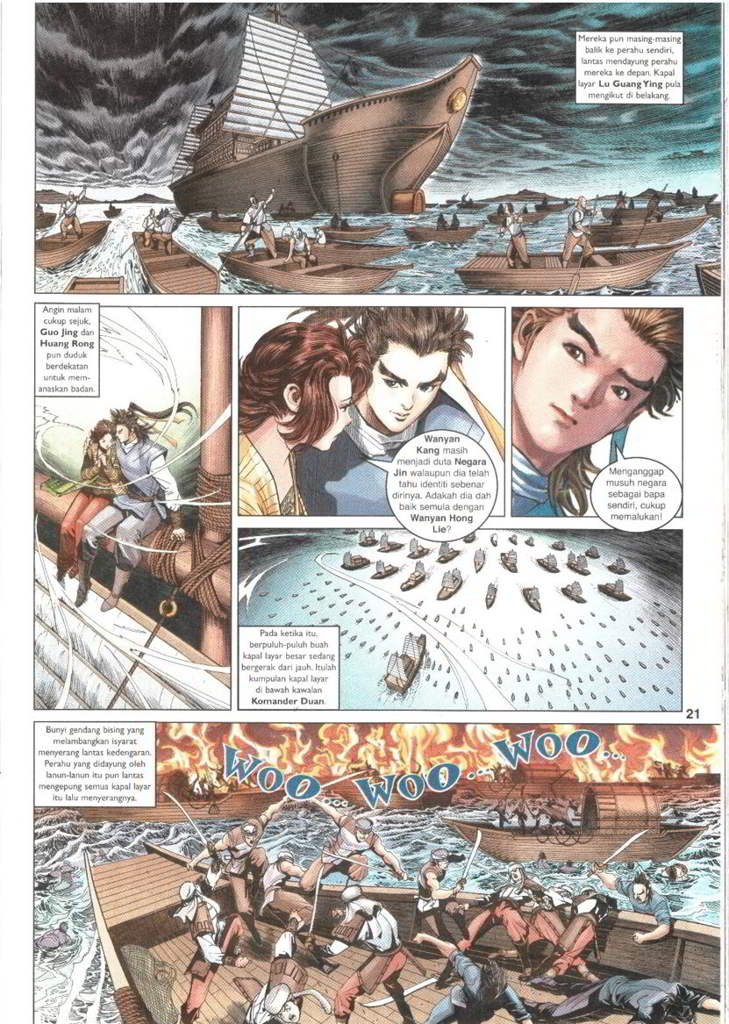 Mereka pun masing-masing
balik ke perahu sendiri,
lantas mendayung perahu
mereka ke depan. Kapal
layar Lu Guang Ying pula
mengikut di belakang.
Angin malam
cukup sejuk,
Guo Jing dan
Huang Rong
pun duduk
berdekatan
untuk mem-
anaskan badan.
Wanyan
Kang masih
menjadi duta Negara
Jin walaupun dia telah
tahu identiti sebenar
dirinya. Adakah dia dah
baik semula dengan
Wanyan Hong
Lie?
Menganggap
musuh negara
sebagai bapa
sendiri, cukup
memalukan!
Pada ketika itu,
berpuluh-puluh buah
kapal layar besar sedang
bergerak dari jauh. Itulah
kumpulan kapal layar
di bawah kawalan
Komander Duan.
21
Bunyi gendang bising yang
melambangkan isyarat
menyerang lantas kedengaran.
Perahu yang didayung oleh
lanun-lanun itu pun lantas
mengepung semua kapal layar
itu lalu menyerangnya.
WOO... WOO... WOO...